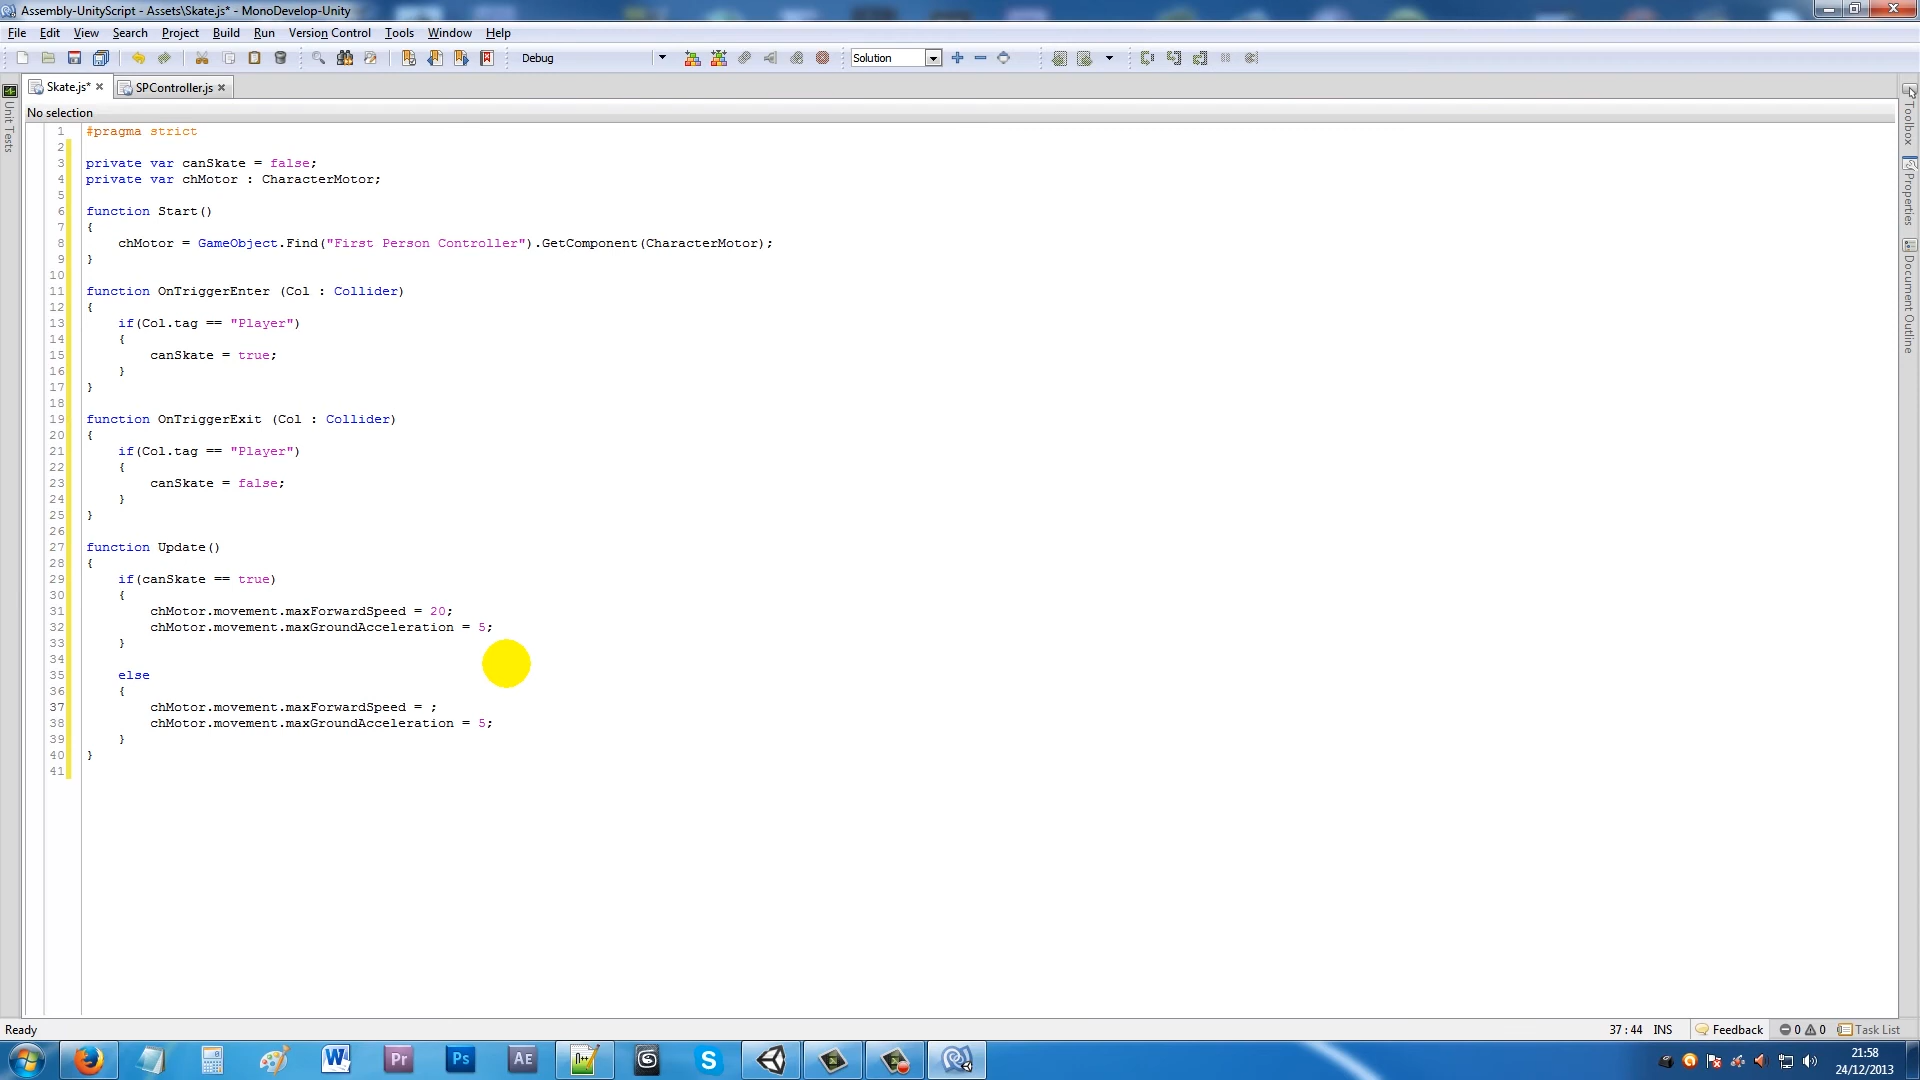 Assembly-UnityScript - Assets\Skate.js* - MonoDevelop-Unity
File Edit View Search Project Build Run Version Control Tools Window Help
Debug Solution
Skate.js* SPController.js
No selection
Unit Tests
Toolbox
Properties
Document Outline
1 #pragma strict
2
3 private var canSkate = false;
4 private var chMotor : CharacterMotor;
5
6 function Start()
7 {
8 chMotor = GameObject.Find("First Person Controller").GetComponent(CharacterMotor);
9 }
10
11 function OnTriggerEnter (Col : Collider)
12 {
13 if(Col.tag == "Player")
14 {
15 canSkate = true;
16 }
17 }
18
19 function OnTriggerExit (Col : Collider)
20 {
21 if(Col.tag == "Player")
22 {
23 canSkate = false;
24 }
25 }
26
27 function Update()
28 {
29 if(canSkate == true)
30 {
31 chMotor.movement.maxForwardSpeed = 20;
32 chMotor.movement.maxGroundAcceleration = 5;
33 }
34
35 else
36 {
37 chMotor.movement.maxForwardSpeed = ;
38 chMotor.movement.maxGroundAcceleration = 5;
39 }
40 }
41
Ready 37 : 44 INS Feedback 0 0 Task List
W Pr Ps AE n++ S
21:58
24/12/2013